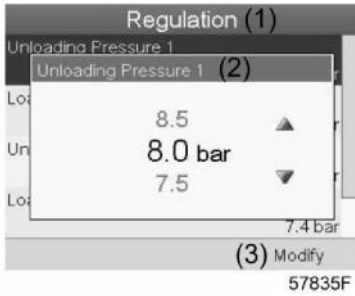 Regulation (1)
Unloading Pressure 1
Unloading Pressure 1 (2)
8.5
8.0 bar
7.5
7.4 bar
(3) Modify
57835F